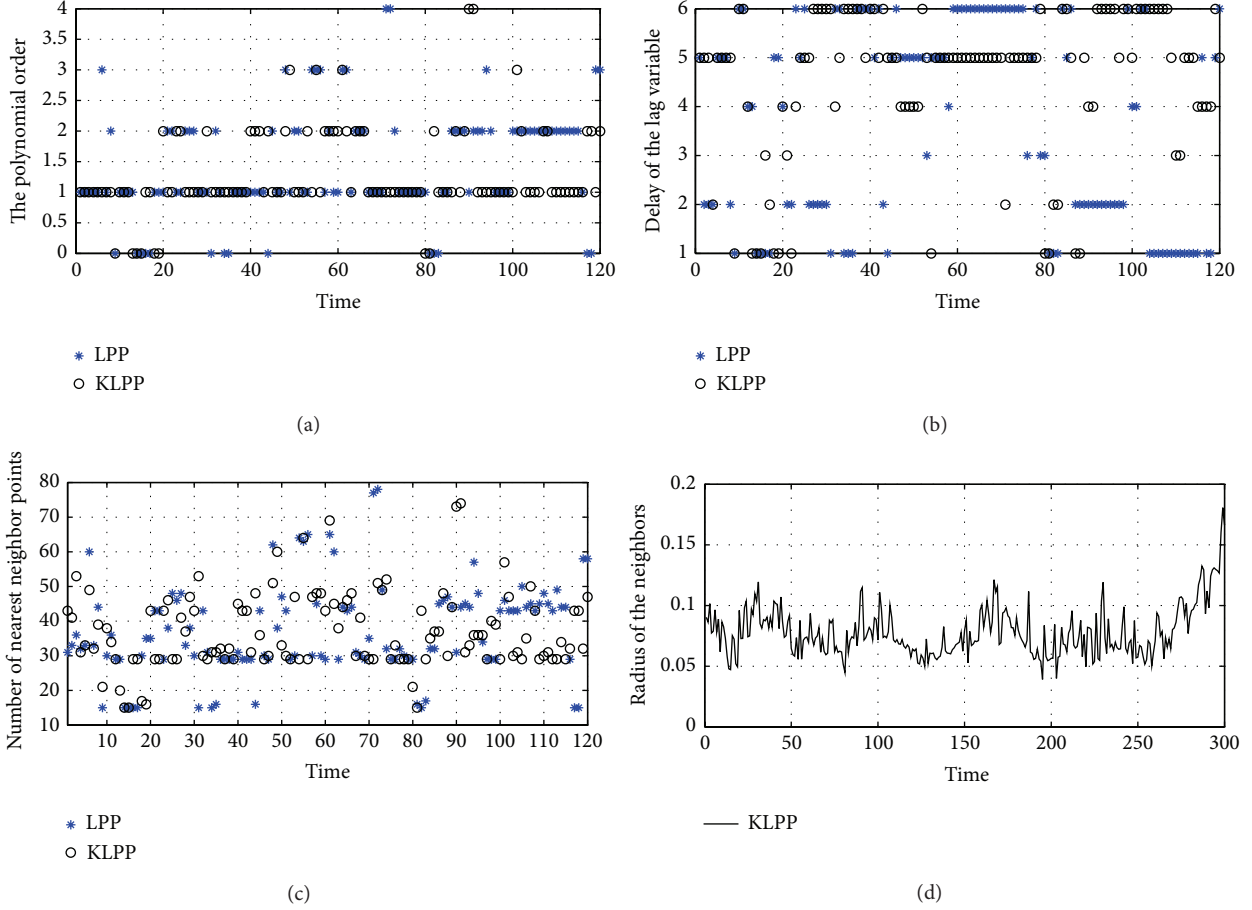 The polynomial order
4
3.5
3
2.5
2
1.5
1
0.5
0
0 20 40 60 80 100 120
Time
LPP
KLPP
(a)
Delay of the lag variable
6
5
4
3
2
1
0 20 40 60 80 100 120
Time
LPP
KLPP
(b)
Number of nearest neighbor points
80
70
60
50
40
30
20
10
10 20 30 40 50 60 70 80 90 100 110 120
Time
LPP
KLPP
(c)
Radius of the neighbors
0.2
0.15
0.1
0.05
0
0 50 100 150 200 250 300
Time
KLPP
(d)